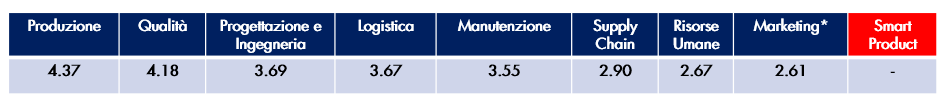 Produzione Qualità Progettazione e Ingegneria Logistica Manutenzione Supply Chain Risorse Umane Marketing* Smart Product
4.37 4.18 3.69 3.67 3.55 2.90 2.67 2.61 -